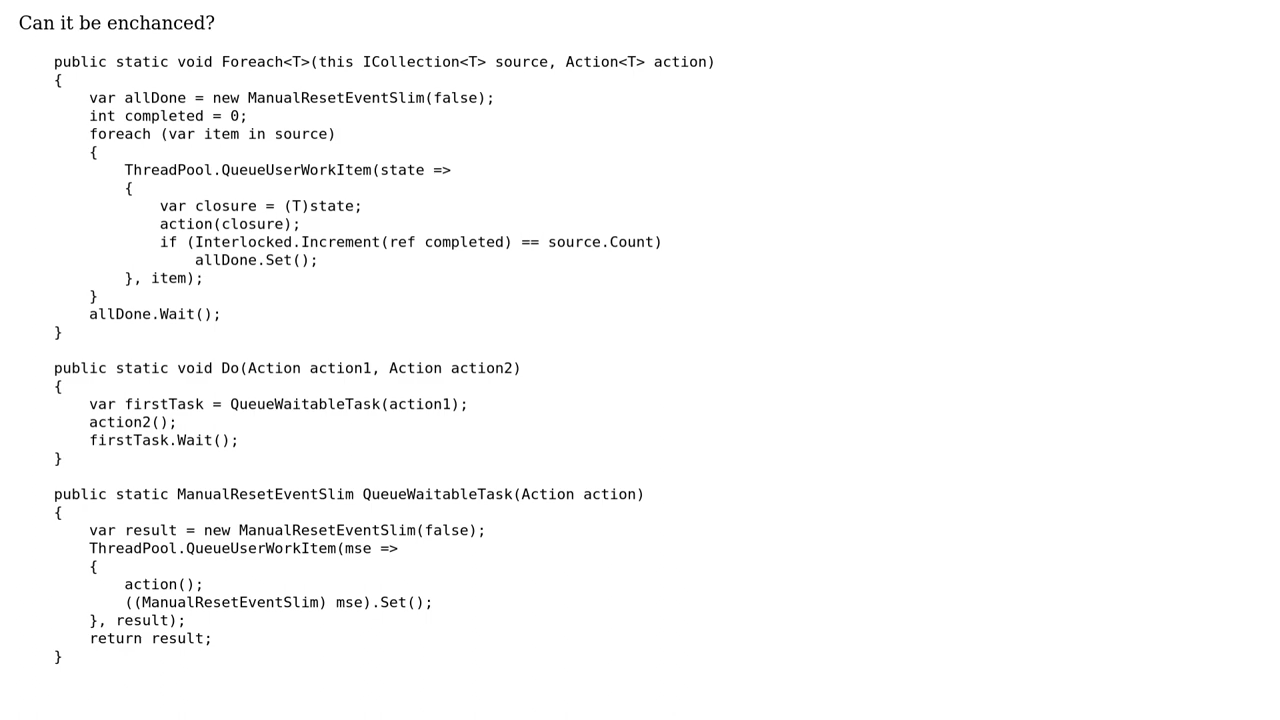 Can it be enchanced?
public static void Foreach<T>(this ICollection<T> source, Action<T> action)
{
    var allDone = new ManualResetEventSlim(false);
    int completed = 0;
    foreach (var item in source)
    {
        ThreadPool.QueueUserWorkItem(state =>
        {
            var closure = (T)state;
            action(closure);
            if (Interlocked.Increment(ref completed) == source.Count)
                allDone.Set();
        }, item);
    }
    allDone.Wait();
}
public static void Do(Action action1, Action action2)
{
    var firstTask = QueueWaitableTask(action1);
    action2();
    firstTask.Wait();
}
public static ManualResetEventSlim QueueWaitableTask(Action action)
{
    var result = new ManualResetEventSlim(false);
    ThreadPool.QueueUserWorkItem(mse =>
    {
        action();
        ((ManualResetEventSlim) mse).Set();
    }, result);
    return result;
}